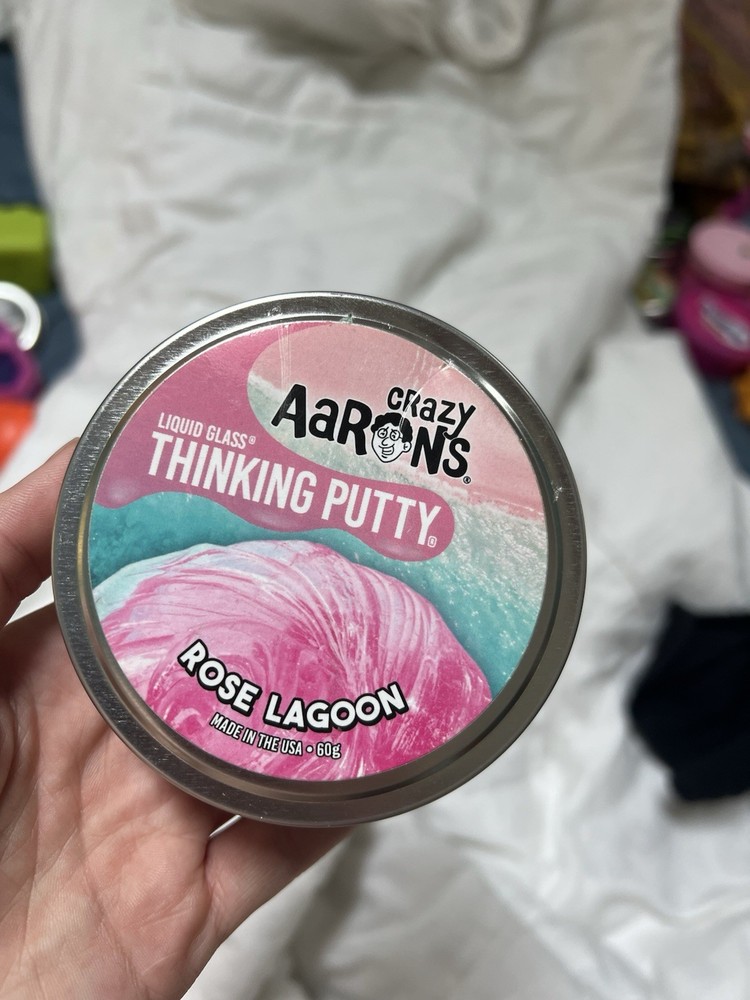 CRAZY
AARONS
LIQUID GLASS®
THINKING PUTTY®
ROSE LAGOON
MADE IN THE USA • 60g